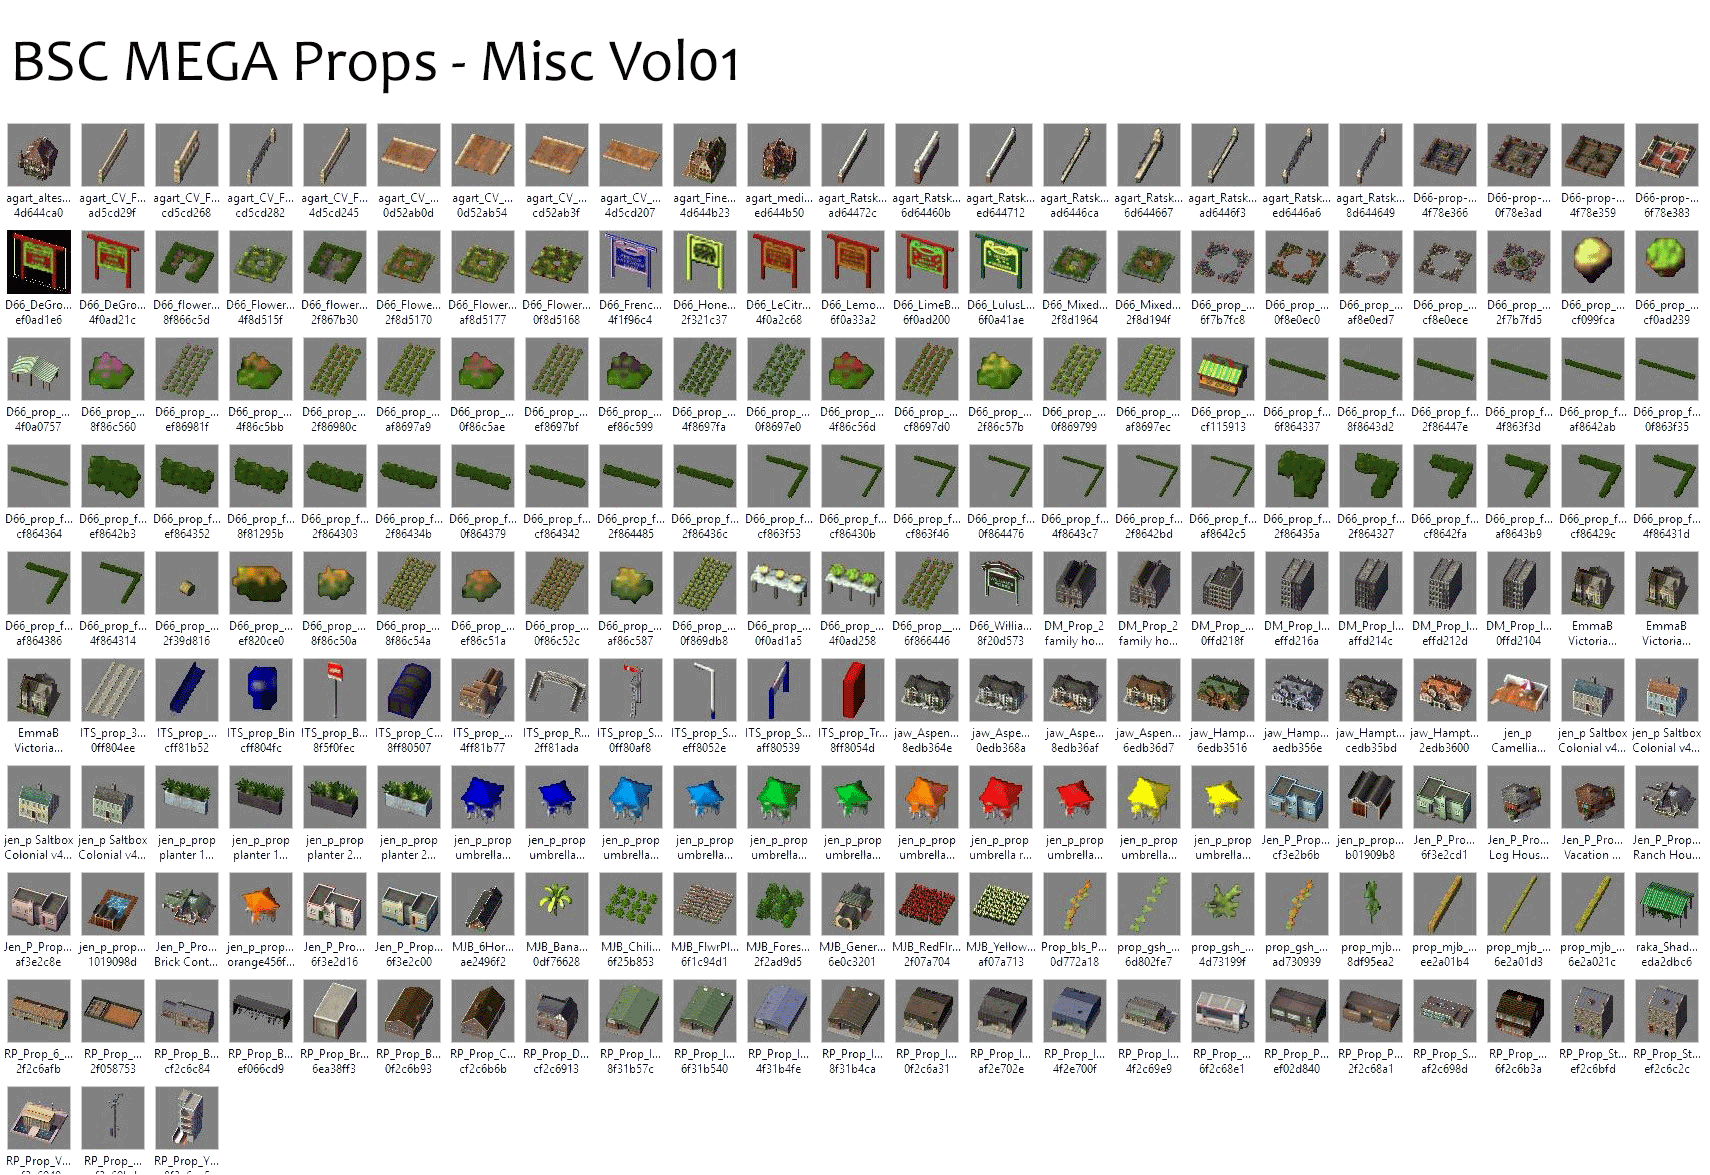 BSC MEGA Props - Misc Vol01
agart_altes... agart_CV_F... agart_CV_F... agart_CV_F... agart_CV_F... agart_CV_... agart_CV_... agart_CV_... agart_CV_... agart_Fine... agart_medi... agart_Ratsk... agart_Ratsk... agart_Ratsk... agart_Ratsk... agart_Ratsk... agart_Ratsk... agart_Ratsk... agart_Ratsk... D66-prop-... D66-prop-... D66-prop-... D66-prop-...
4d644ca0 ad5cd29f cd5cd268 cd5cd282 4d5cd245 0d52ab0d 0d52ab54 cd52ab3f 4d5cd207 4d644b23 ed644b50 ad64472c 6d64460b ed644712 ad6446ca 6d644667 ad6446f3 ed6446a6 8d644649 4f78e366 0f78e3ad 4f78e359 6f78e383
D66_DeGro... D66_DeGro... D66_flower... D66_Flower... D66_flower... D66_Flowe... D66_Flower... D66_Flower... D66_Frenc... D66_Hone... D66_LeCitr... D66_Lemo... D66_LimeB... D66_LulusL... D66_Mixed... D66_Mixed... D66_prop_... D66_prop_... D66_prop_... D66_prop_... D66_prop_... D66_prop_... D66_prop_...
ef0ad1e6 4f0ad21c 8f866c5d 4f8d515f 2f867b30 2f8d5170 af8d5177 0f8d5168 4f1f96c4 2f321c37 4f0a2c68 6f0a33a2 6f0ad200 6f0a41ae 2f8d1964 2f8d194f 6f7b7fc8 0f8e0ec0 af8e0ed7 cf8e0ece 2f7b7fd5 cf099fca cf0ad239
D66_prop_... D66_prop_... D66_prop_... D66_prop_... D66_prop_... D66_prop_... D66_prop_... D66_prop_... D66_prop_... D66_prop_... D66_prop_... D66_prop_... D66_prop_... D66_prop_... D66_prop_... D66_prop_... D66_prop_... D66_prop_f... D66_prop_f... D66_prop_f... D66_prop_f... D66_prop_f... D66_prop_f...
4f0a0757 8f86c560 ef86981f 4f86c5bb 2f86980c af8697a9 0f86c5ae ef8697bf ef86c599 4f8697fa 0f8697e0 4f86c56d cf8697d0 2f86c57b 0f869799 af8697ec cf115913 6f864337 8f8643d2 2f86447e 4f863f3d af8642ab 0f863f35
D66_prop_f... D66_prop_f... D66_prop_f... D66_prop_f... D66_prop_f... D66_prop_f... D66_prop_f... D66_prop_f... D66_prop_f... D66_prop_f... D66_prop_f... D66_prop_f... D66_prop_f... D66_prop_f... D66_prop_f... D66_prop_f... D66_prop_f... D66_prop_f... D66_prop_f... D66_prop_f... D66_prop_f... D66_prop_f... D66_prop_f...
cf864364 ef8642b3 ef864352 8f81295b 2f864303 2f86434b 0f864379 cf864342 2f864485 2f86436c cf863f53 cf86430b cf863f46 0f864476 4f8643c7 2f8642bd af8642c5 2f86435a 2f864327 cf8642fa af8643b9 cf86429c 4f86431d
D66_prop_f... D66_prop_f... D66_prop_... D66_prop_... D66_prop_... D66_prop_... D66_prop_... D66_prop_... D66_prop_... D66_prop_... D66_prop_... D66_prop_... D66_prop__... D66_Willia... DM_Prop_2 DM_Prop_2 DM_Prop_... DM_Prop_I... DM_Prop_I... DM_Prop_I... DM_Prop_I... EmmaB EmmaB
af864386 4f864314 2f39d816 ef820ce0 8f86c50a 8f86c54a ef86c51a 0f86c52c af86c587 0f869db8 0f0ad1a5 4f0ad258 6f866446 8f20d573 family ho... family ho... 0ffd218f effd216a affd214c effd212d 0ffd2104 Victoria... Victoria...
EmmaB ITS_prop_3... ITS_prop_... ITS_prop_Bin ITS_prop_B... ITS_prop_C... ITS_prop_... ITS_prop_R... ITS_prop_S... ITS_prop_S... ITS_prop_S... ITS_prop_Tr... jaw_Aspen... jaw_Aspe... jaw_Aspe... jaw_Aspen... jaw_Hamp... jaw_Hamp... jaw_Hampt... jaw_Hampt... jen_p jen_p Saltbox jen_p Saltbox
Victoria... 0ff804ee cff81b52 cff804fc 8f5f0fec 8ff80507 4ff81b77 2ff81ada 0ff80af8 eff8052e aff80539 8ff8054d 8edb364e 0edb368a 8edb36af 6edb36d7 6edb3516 aedb356e cedb35bd 2edb3600 Camellia... Colonial v4... Colonial v4...
jen_p Saltbox jen_p Saltbox jen_p_prop jen_p_prop jen_p_prop jen_p_prop jen_p_prop jen_p_prop jen_p_prop jen_p_prop jen_p_prop jen_p_prop jen_p_prop jen_p_prop jen_p_prop jen_p_prop jen_p_prop Jen_P_Prop... jen_p_prop... Jen_P_Pro... Jen_P_Pro... Jen_P_Pro... Jen_P_Prop...
Colonial v4... Colonial v4... planter 1... planter 1... planter 2... planter 2... umbrella... umbrella... umbrella... umbrella... umbrella... umbrella... umbrella... umbrella r... umbrella... umbrella... umbrella... cf3e2b6b b01909b8 6f3e2cd1 Log Hous... Vacation ... Ranch Hou...
Jen_P_Prop... jen_p_prop... Jen_P_Pro... jen_p_prop... Jen_P_Pro... Jen_P_Prop... MJB_6Hor... MJB_Bana... MJB_Chili... MJB_FlwrPl... MJB_Fores... MJB_Gener... MJB_RedFlr... MJB_Yellow... Prop_bls_P... prop_gsh_... prop_gsh_... prop_gsh_... prop_mjb_... prop_mjb_... prop_mjb_... prop_mjb_... raka_Shad...
af3e2c8e 1019098d Brick Cont... orange456f... 6f3e2d16 6f3e2c00 ae2496f2 0df76628 6f25b853 6f1c94d1 2f2ad9d5 6e0c3201 2f07a704 af07a713 0d772a18 6d802fe7 4d73199f ad730939 8df95ea2 ee2a01b4 6e2a01d3 6e2a021c eda2dbc6
RP_Prop_6_... RP_Prop_... RP_Prop_B... RP_Prop_B... RP_Prop_Br... RP_Prop_B... RP_Prop_C... RP_Prop_D... RP_Prop_I... RP_Prop_I... RP_Prop_I... RP_Prop_I... RP_Prop_I... RP_Prop_I... RP_Prop_I... RP_Prop_I... RP_Prop_... RP_Prop_P... RP_Prop_P... RP_Prop_S... RP_Prop_... RP_Prop_St... RP_Prop_St...
2f2c6afb 2f058753 cf2c6c84 ef066cd9 6ea38ff3 0f2c6b93 cf2c6b6b cf2c6913 8f31b57c 6f31b540 4f31b4fe 8f31b4ca 0f2c6a31 af2e702e 4f2e700f 4f2c69e9 6f2c68e1 ef02d840 2f2c68a1 af2c698d 6f2c6b3a ef2c6bfd ef2c6c2c
RP_Prop_V... RP_Prop_... RP_Prop_Y...